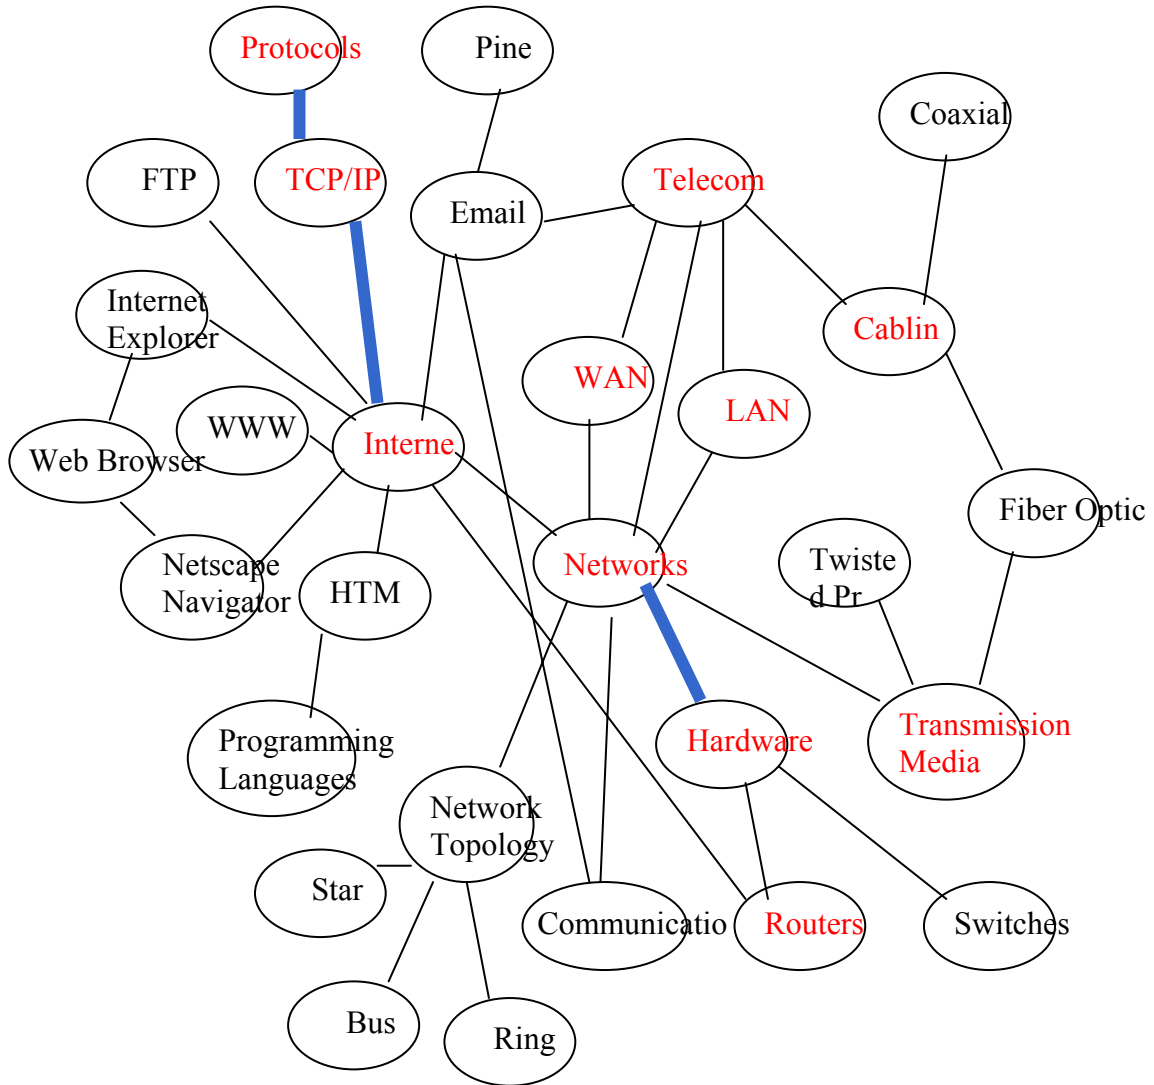 Protocols
Pine
Coaxial
FTP
TCP/IP
Telecom
Email
Internet
Explorer
Cablin
WAN
LAN
WWW
Interne
Web Browser
Fiber Optic
Networks
Twiste
d Pr
Netscape
Navigator
HTM
Programming
Languages
Hardware
Transmission
Media
Network
Topology
Star
Communicatio
Routers
Switches
Bus
Ring